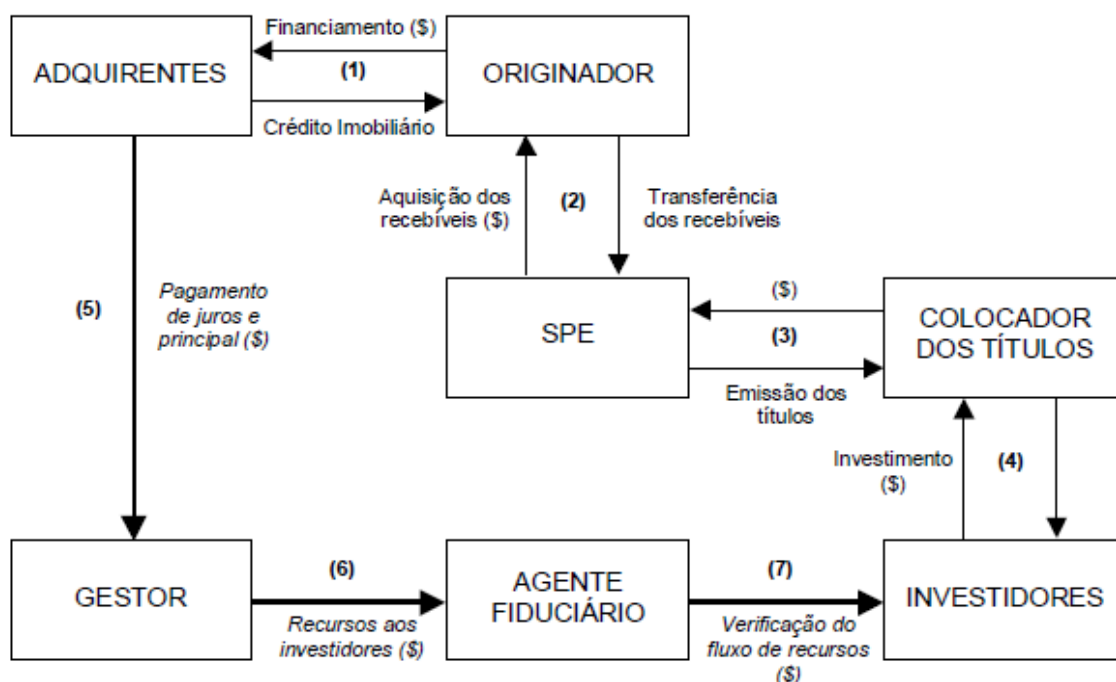 Financiamento ($)
ADQUIRENTES
(1)
ORIGINADOR
Crédito Imobiliário
Aquisição dos
recebíveis ($)
(2)
Transferência
dos recebíveis
(5)
Pagamento
de juros e
principal ($)
SPE
($)
(3)
Emissão dos
títulos
COLOCADOR
DOS TÍTULOS
Investimento
($)
(4)
GESTOR
(6)
Recursos aos
investidores ($)
AGENTE
FIDUCIÁRIO
(7)
Verificação do
fluxo de recursos
($)
INVESTIDORES